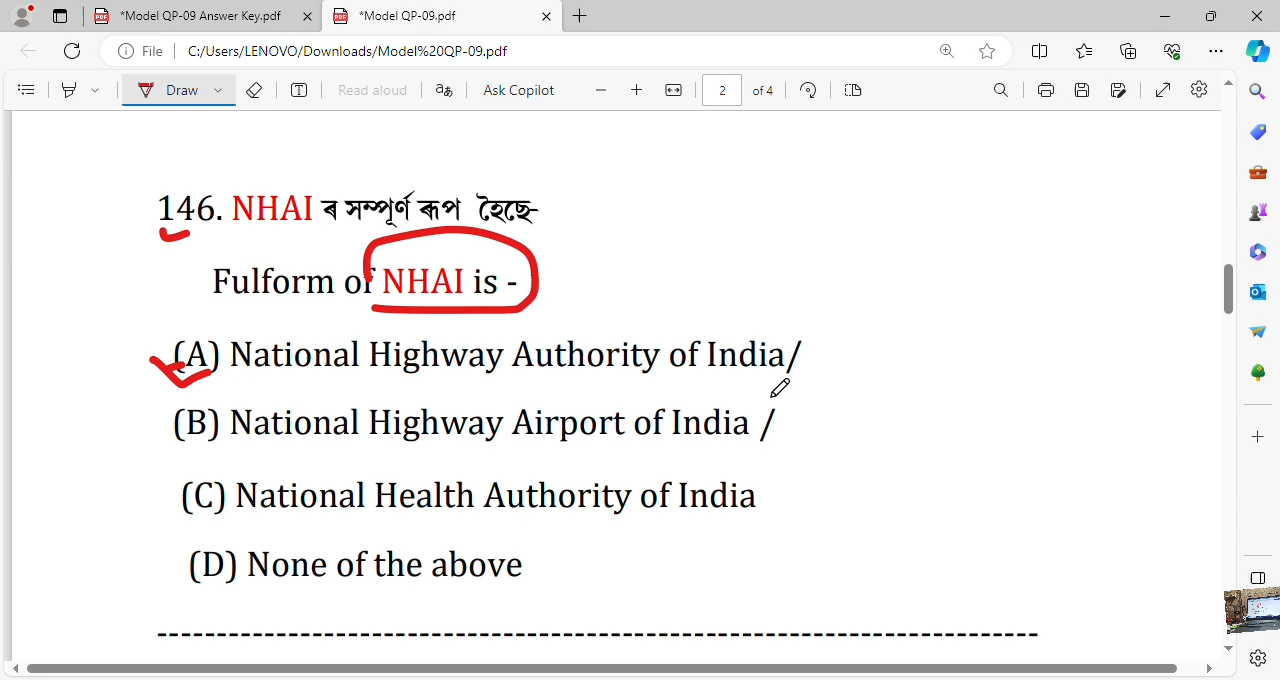 *Model QP-09 Answer Key.pdf
*Model QP-09.pdf
File
C:/Users/LENOVO/Downloads/Model%20QP-09.pdf
Draw
Read aloud
Ask Copilot
2
of 4
146. NHAI ৰ সম্পূৰ্ণ ৰূপ হৈছে-
Fulform of NHAI is -
(A) National Highway Authority of India/
(B) National Highway Airport of India /
(C) National Health Authority of India
(D) None of the above